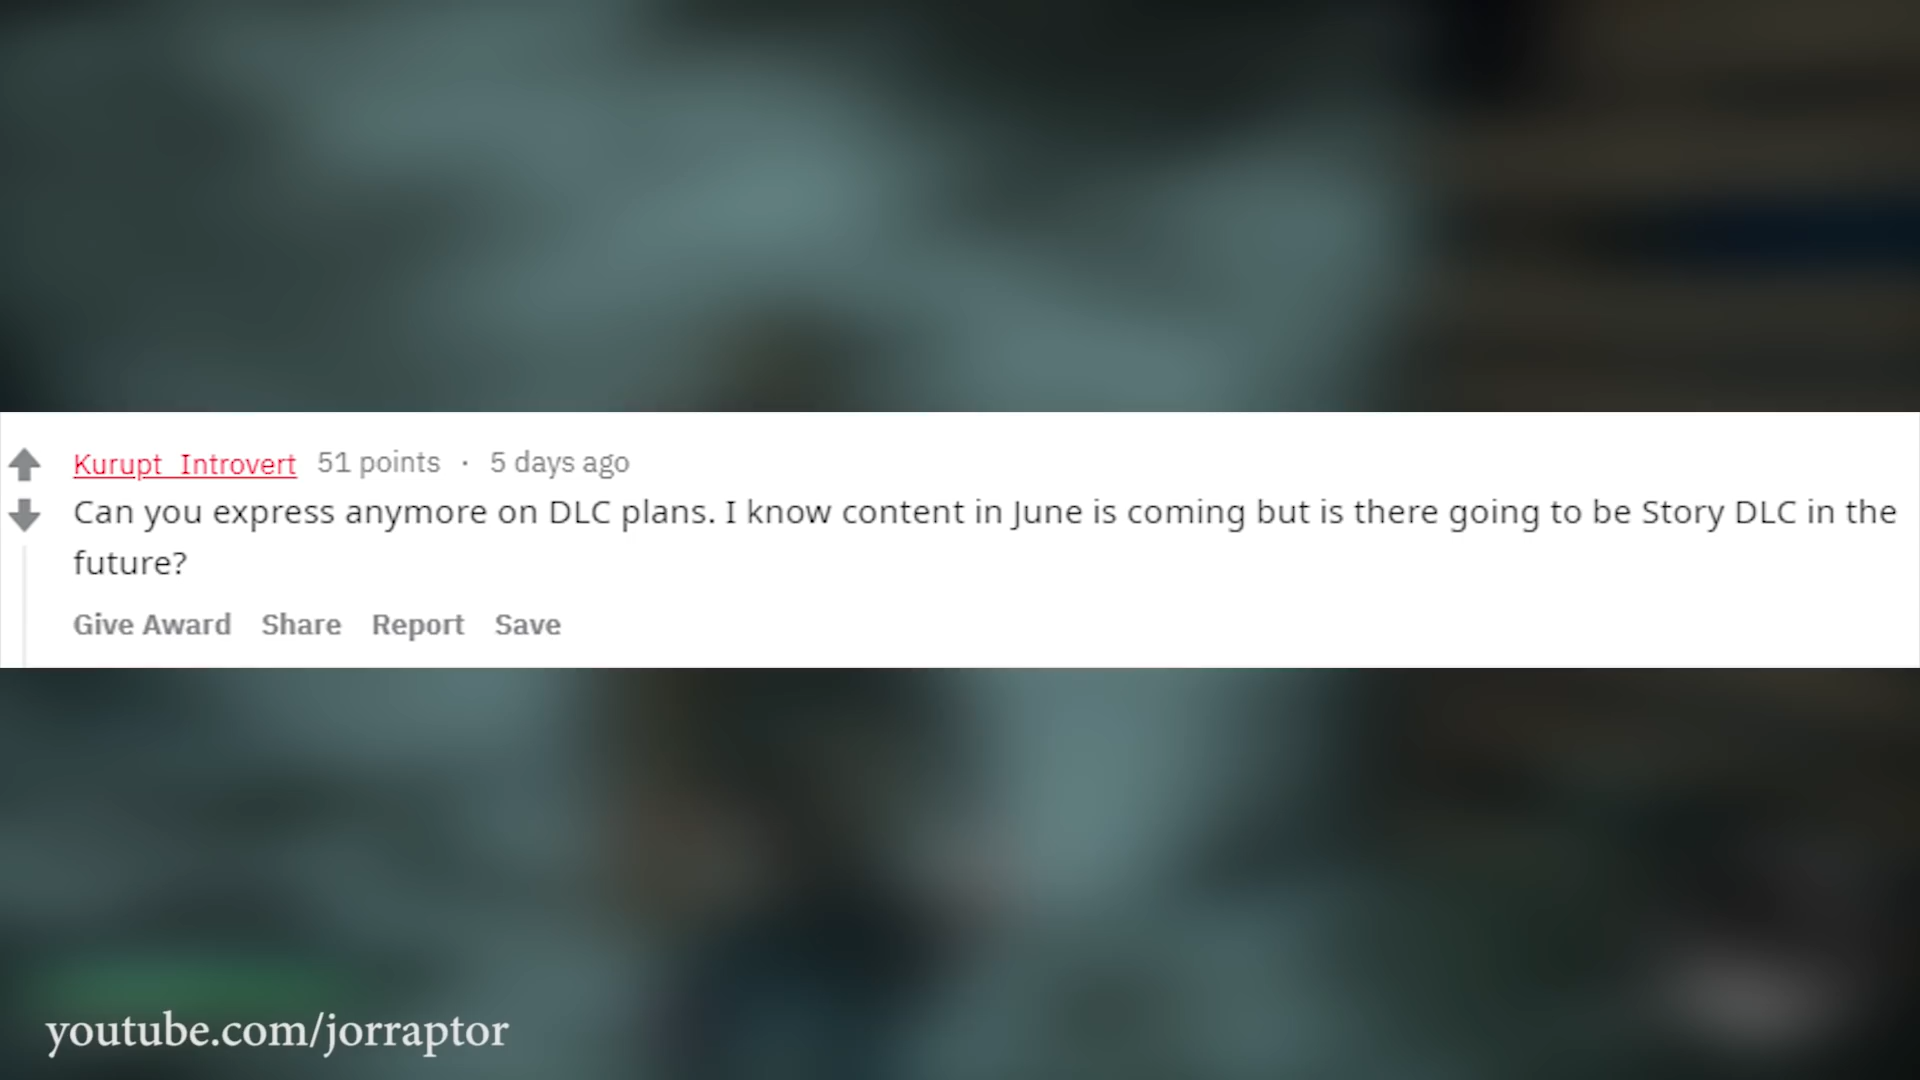 Kurupt_Introvert 51 points · 5 days ago
Can you express anymore on DLC plans. I know content in June is coming but is there going to be Story DLC in the
future?
Give Award Share Report Save
youtube.com/jorraptor